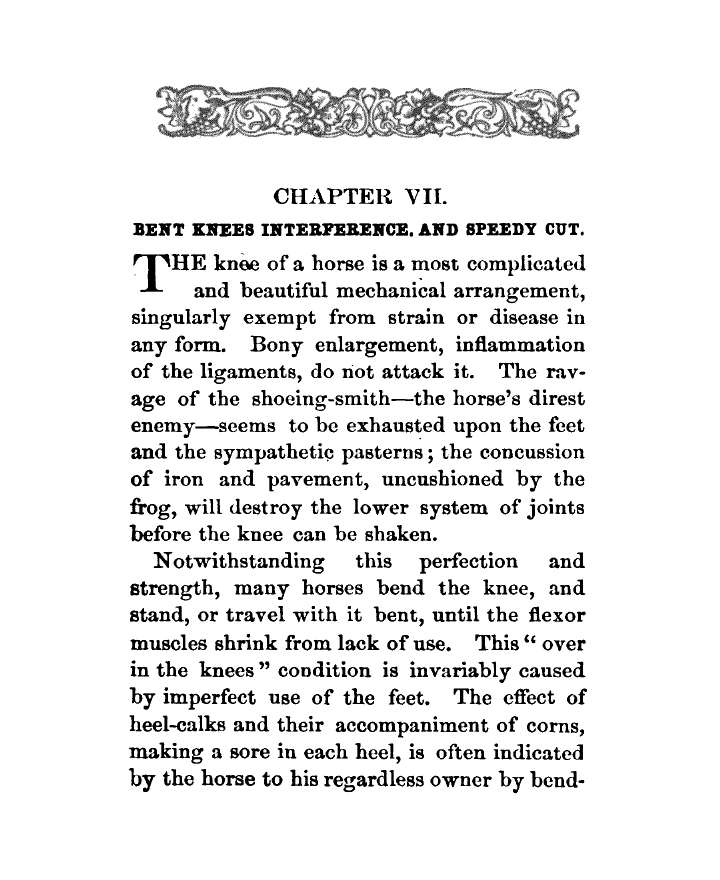 CHAPTER VII.
BENT KNEES INTERFERENCE, AND SPEEDY CUT.
THE knee of a horse is a most complicated
and beautiful mechanical arrangement,
singularly exempt from strain or disease in
any form. Bony enlargement, inflammation
of the ligaments, do not attack it. The rav-
age of the shoeing-smith—the horse's direst
enemy—seems to be exhausted upon the feet
and the sympathetic pasterns; the concussion
of iron and pavement, uncushioned by the
frog, will destroy the lower system of joints
before the knee can be shaken.
Notwithstanding this perfection and
strength, many horses bend the knee, and
stand, or travel with it bent, until the flexor
muscles shrink from lack of use. This "over
in the knees" condition is invariably caused
by imperfect use of the feet. The effect of
heel-calks and their accompaniment of corns,
making a sore in each heel, is often indicated
by the horse to his regardless owner by bend-